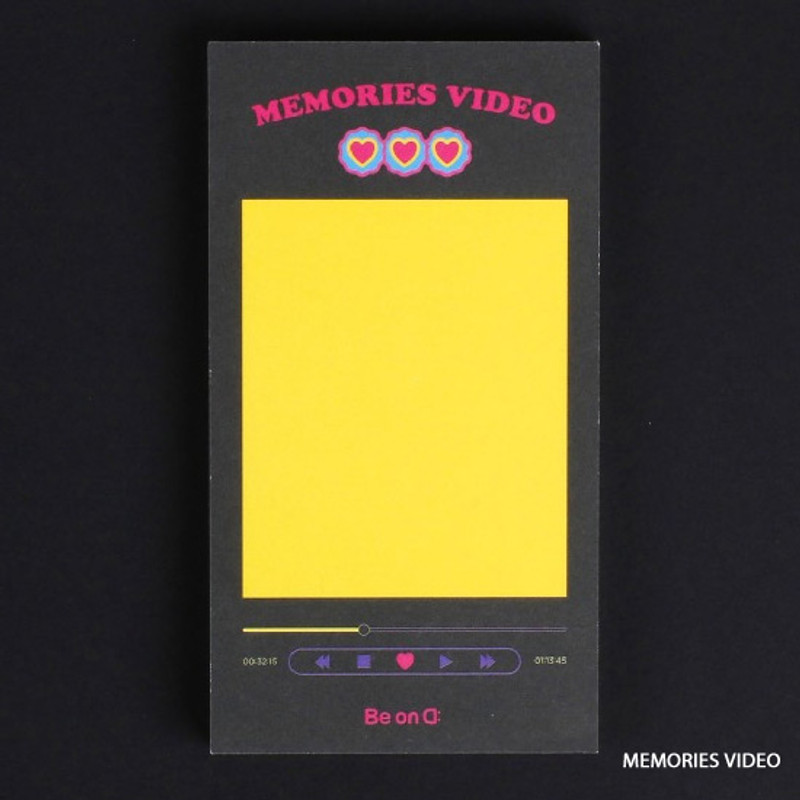 MEMORIES VIDEO
00:32:15 01:13:45
Be on D:
MEMORIES VIDEO